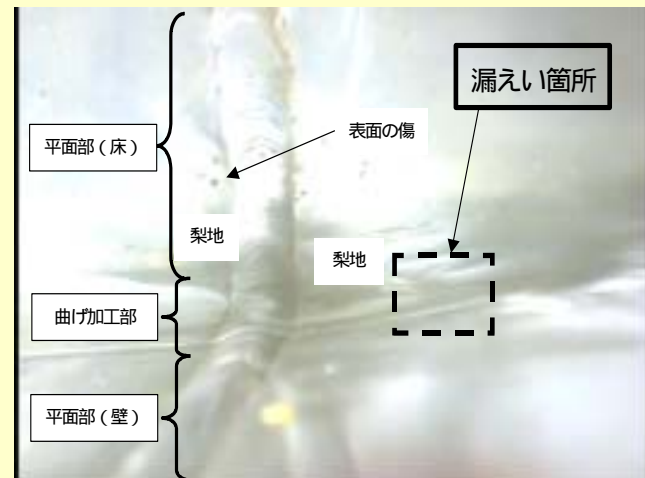 漏えい箇所
表面の傷
平面部（床）
梨地
梨地
曲げ加工部
平面部（壁）